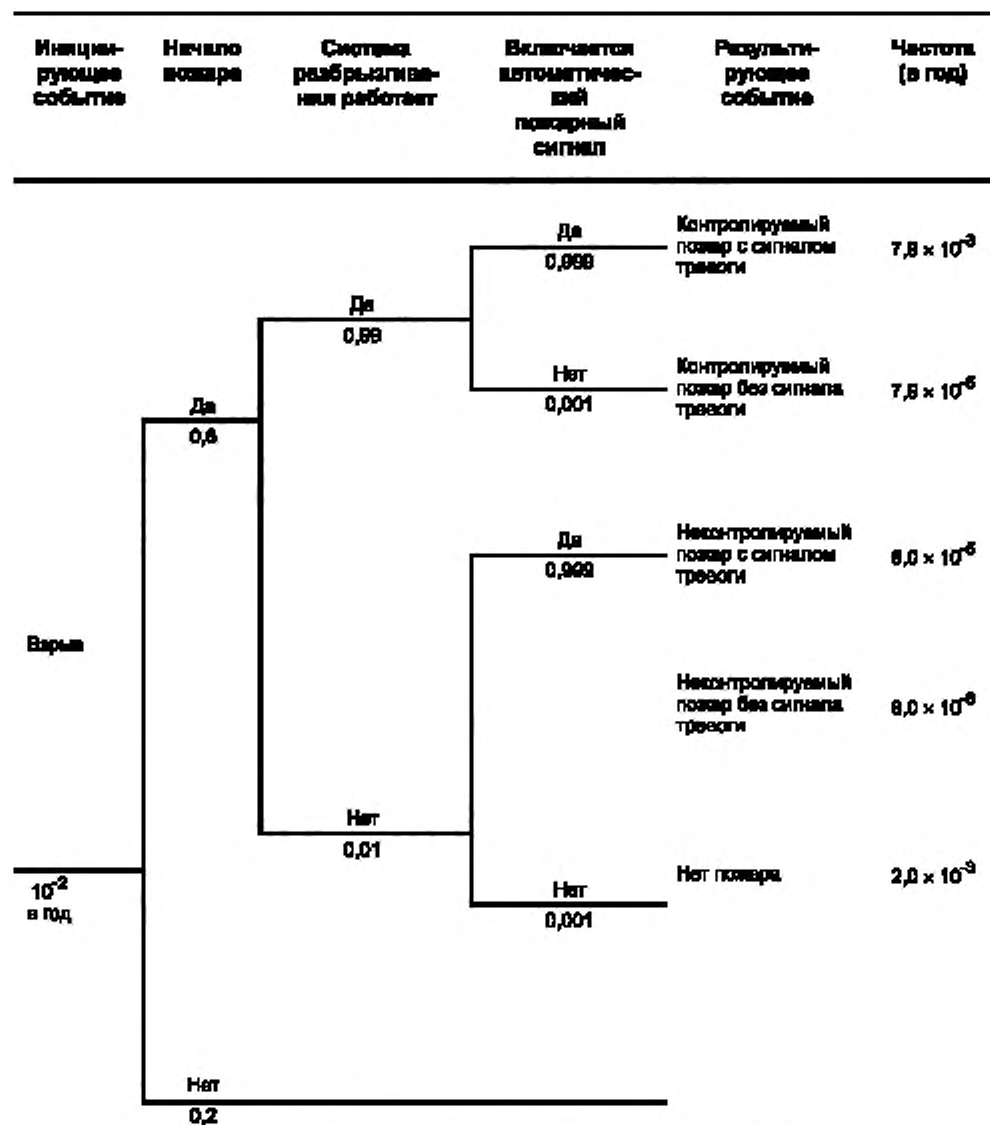 Иниции-
рующее
событие
Начало
пожара
Система
разбрызгива-
ния работает
Включается
автоматичес-
кий
пожарный
сигнал
Результи-
рующее
событие
Частота
(в год)
Да
0,999
Контролируемый
пожар с сигналом
тревоги
7,9 × 10⁻³
Да
0,99
Нет
0,001
Контролируемый
пожар без сигнала
тревоги
7,9 × 10⁻⁶
Да
0,8
Да
0,999
Неконтролируемый
пожар с сигналом
тревоги
8,0 × 10⁻⁵
Взрыв
Неконтролируемый
пожар без сигнала
тревоги
8,0 × 10⁻⁸
Нет
0,01
10⁻²
в год
Нет
0,001
Нет пожара
2,0 × 10⁻³
Нет
0,2